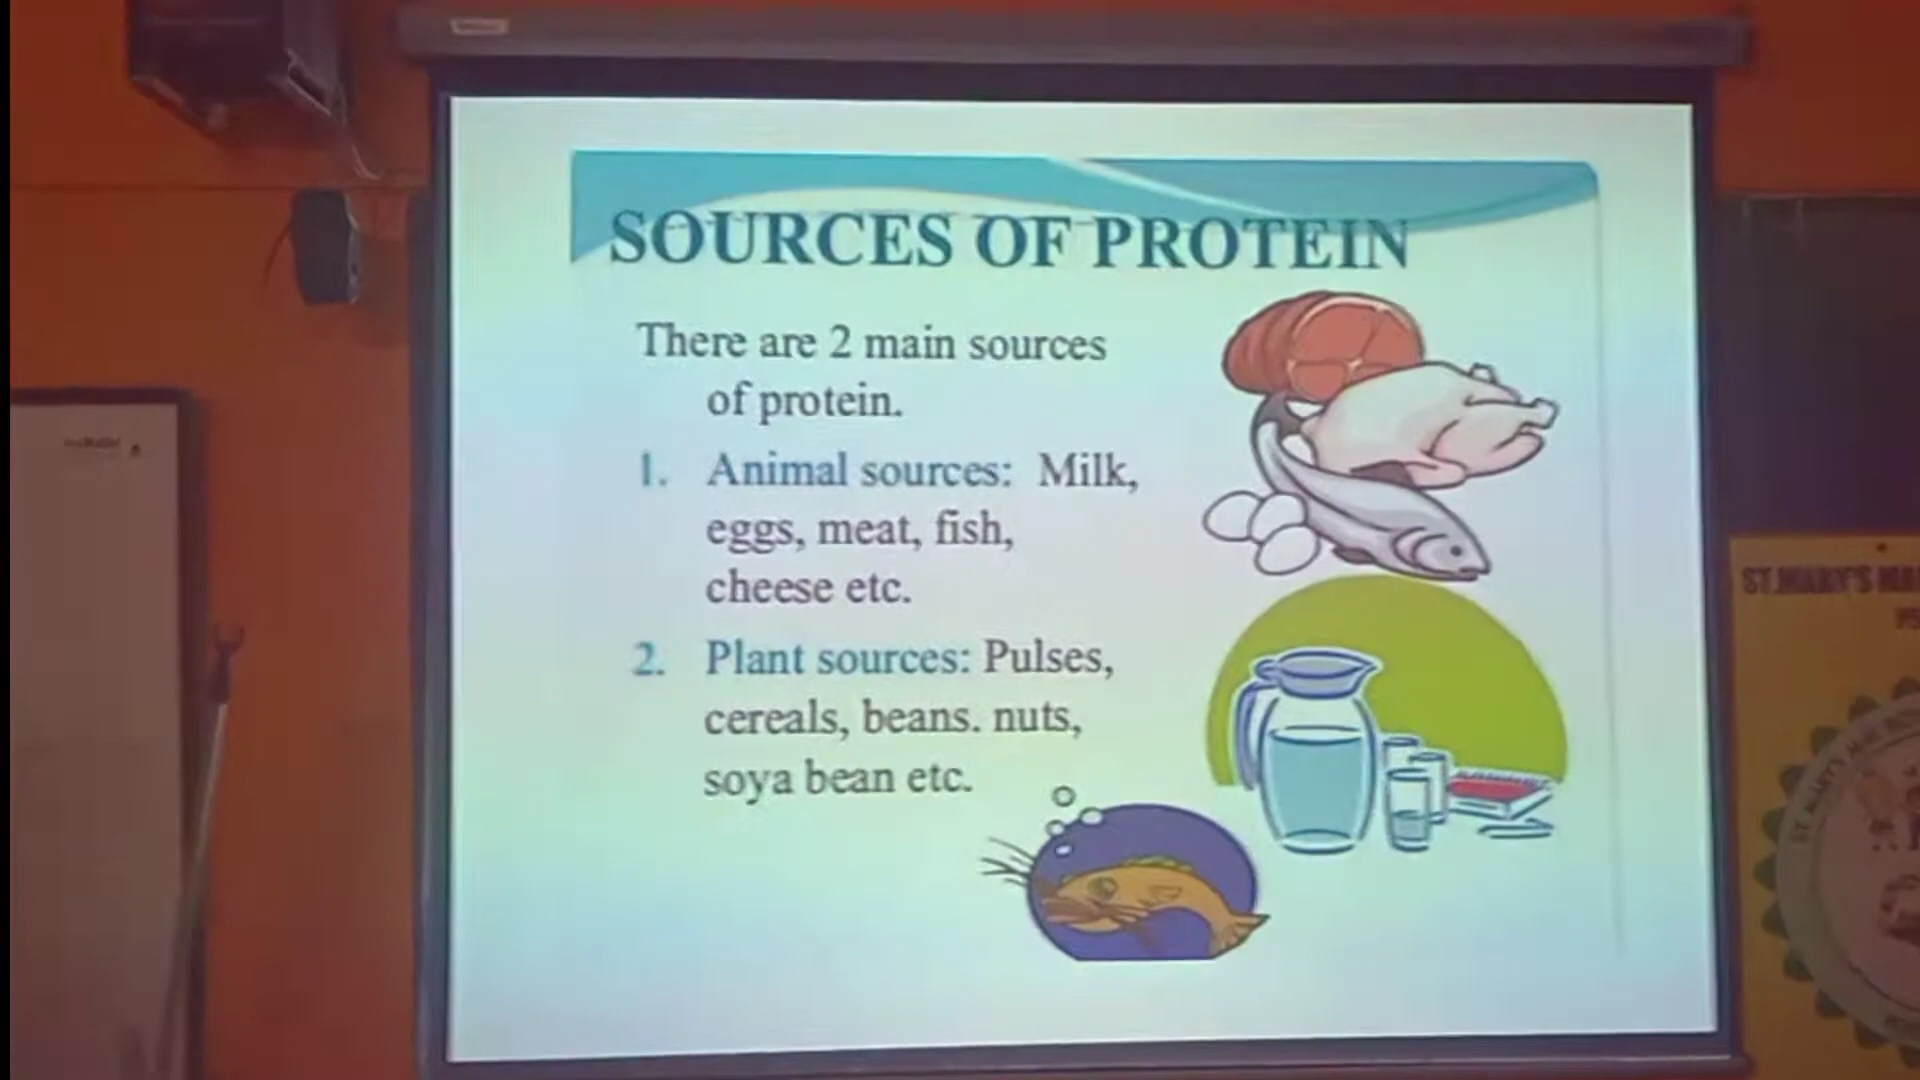 SOURCES OF PROTEIN
There are 2 main sources
of protein.
1. Animal sources: Milk,
eggs, meat, fish,
cheese etc.
2. Plant sources: Pulses,
cereals, beans. nuts,
soya bean etc.
ST.MARY'S